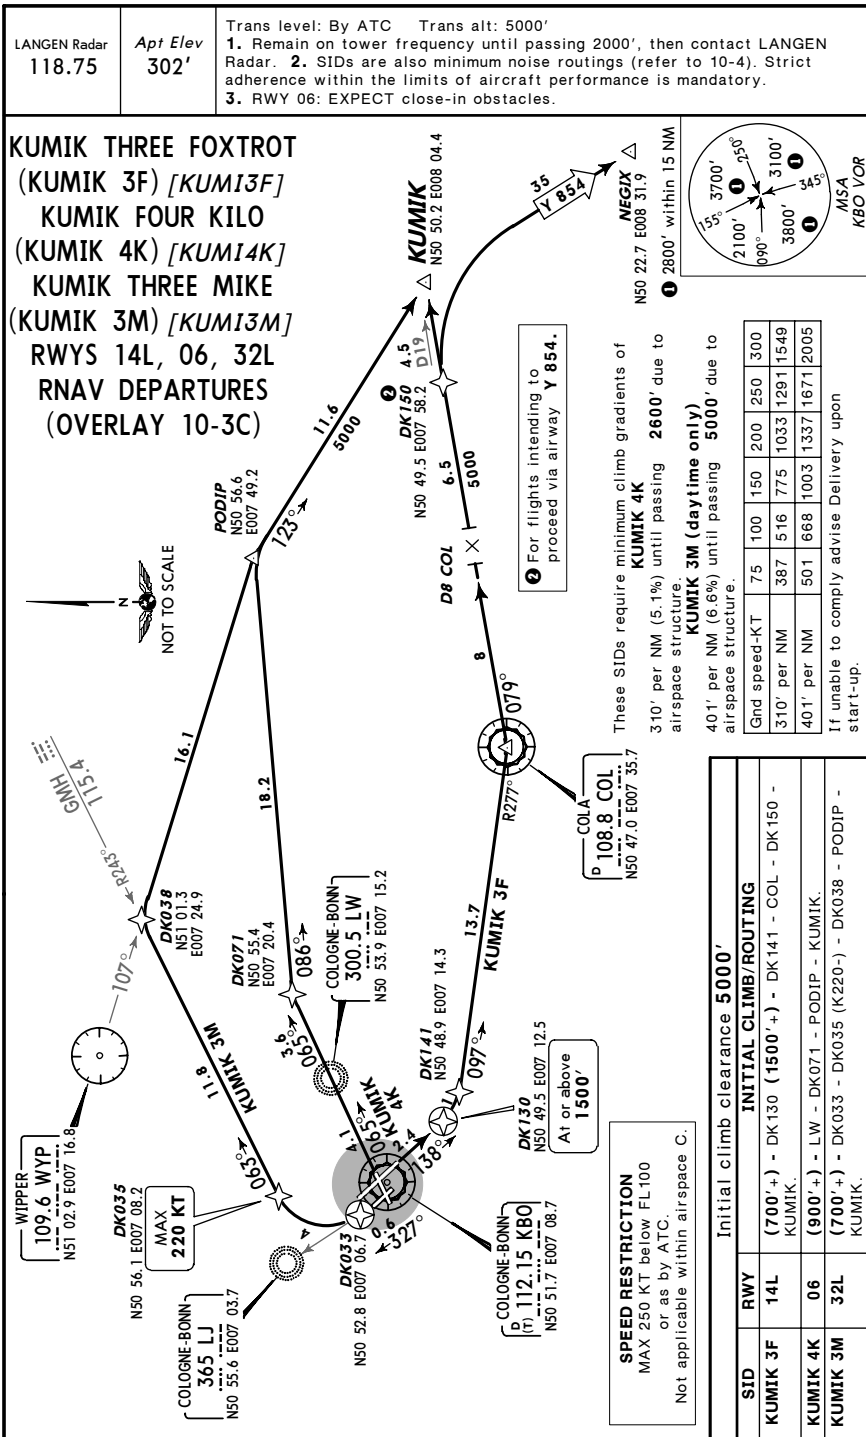 LANGEN Radar
118.75
Apt Elev
302'
Trans level: By ATC Trans alt: 5000'
1. Remain on tower frequency until passing 2000', then contact LANGEN
Radar. 2. SIDs are also minimum noise routings (refer to 10-4). Strict
adherence within the limits of aircraft performance is mandatory.
3. RWY 06: EXPECT close-in obstacles.
KUMIK THREE FOXTROT
(KUMIK 3F) [KUMI3F]
KUMIK FOUR KILO
(KUMIK 4K) [KUMI4K]
KUMIK THREE MIKE
(KUMIK 3M) [KUMI3M]
RWYS 14L, 06, 32L
RNAV DEPARTURES
(OVERLAY 10-3C)
KUMIK
N50 50.2 E008 04.4
35
Y 854
NEGIX
N50 22.7 E008 31.9
1 2800' within 15 NM
3700'
1
250°
3100'
1
345°
3800'
1
090°
2100'
155°
MSA
KBO VOR
4.5
D19
2
DK150
N50 49.5 E007 58.2
11.6
5000
PODIP
N50 56.6
E007 49.2
123°
N
NOT TO SCALE
6.5
5000
D8 COL
2 For flights intending to
proceed via airway Y 854.
These SIDs require minimum climb gradients of
KUMIK 4K
310' per NM (5.1%) until passing 2600' due to
airspace structure.
KUMIK 3M (daytime only)
401' per NM (6.6%) until passing 5000' due to
airspace structure.
Gnd speed-KT 75 100 150 200 250 300
310' per NM 387 516 775 1033 1291 1549
401' per NM 501 668 1003 1337 1671 2005
If unable to comply advise Delivery upon
start-up.
8
079°
COLA
D 108.8 COL
N50 47.0 E007 35.7
R277°
13.7
KUMIK 3F
16.1
18.2
GMH
115.4
R243°
DK038
N51 01.3
E007 24.9
107°
DK071
N50 55.4
E007 20.4
086°
COLOGNE-BONN
300.5 LW
N50 53.9 E007 15.2
3.6
065°
DK141
N50 48.9 E007 14.3
097°
1
DK130
N50 49.5 E007 12.5
At or above
1500'
KUMIK 3M
11.8
063°
WIPPER
109.6 WYP
N51 02.9 E007 16.8
DK035
N50 56.1 E007 08.2
MAX
220 KT
4
4.1
065°
KUMIK
4K
2.4
138°
0.6
327°
DK033
N50 52.8 E007 06.7
COLOGNE-BONN
365 LJ
N50 55.6 E007 03.7
COLOGNE-BONN
D
(T) 112.15 KBO
N50 51.7 E007 08.7
SPEED RESTRICTION
MAX 250 KT below FL100
or as by ATC.
Not applicable within airspace C.
Initial climb clearance 5000'
SID RWY INITIAL CLIMB/ROUTING
KUMIK 3F 14L (700'+) - DK130 (1500'+) - DK141 - COL - DK150 -
KUMIK.
KUMIK 4K 06 (900'+) - LW - DK071 - PODIP - KUMIK.
KUMIK 3M 32L (700'+) - DK033 - DK035 (K220-) - DK038 - PODIP -
KUMIK.